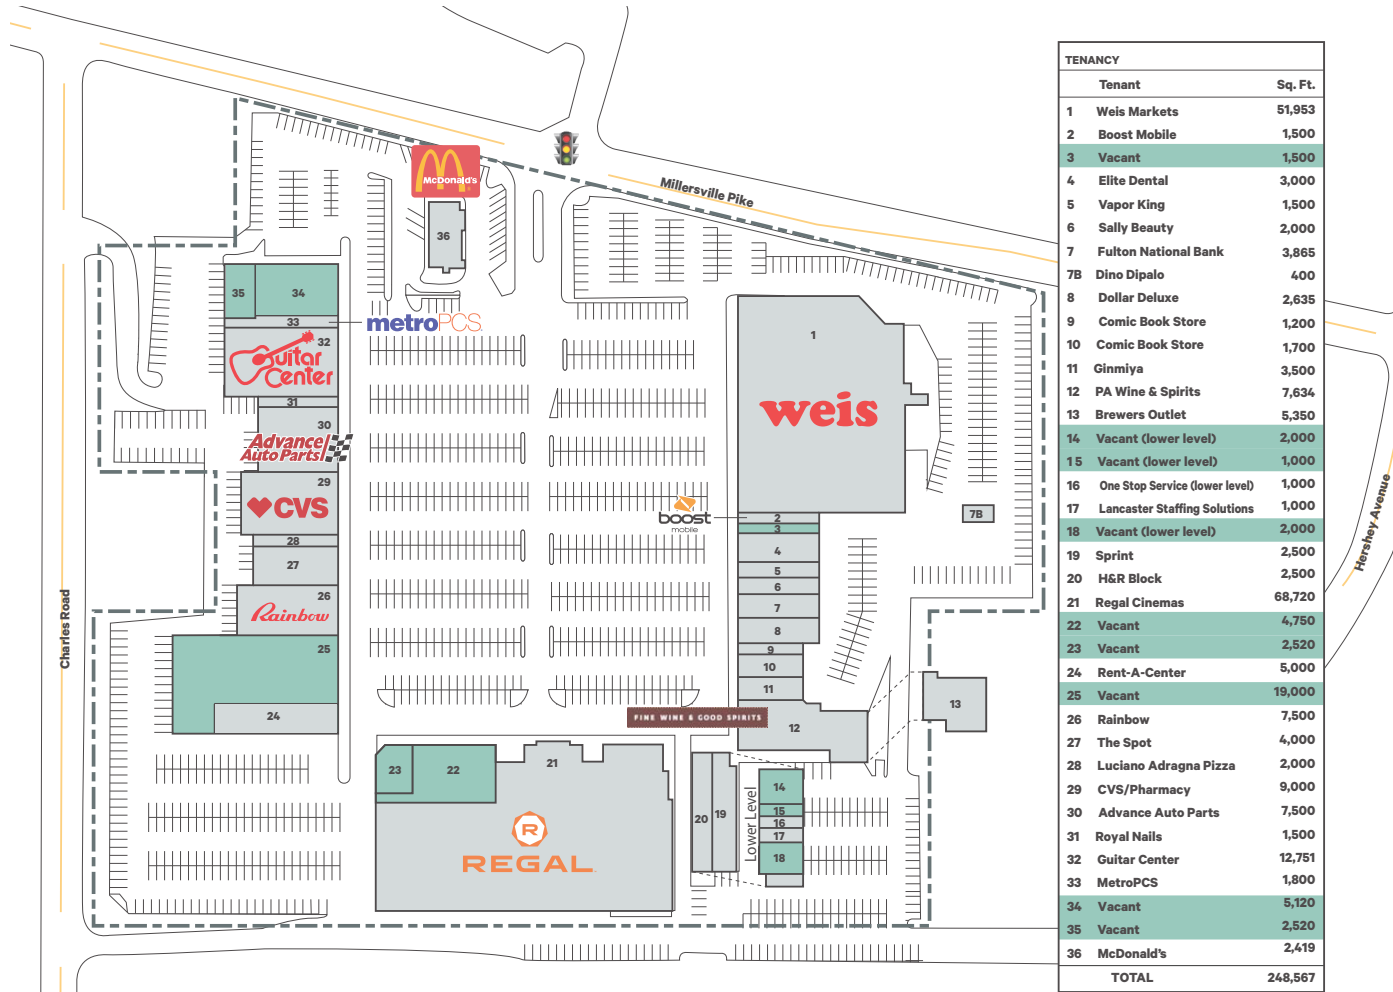 Millersville Pike
Charles Road
Hershey Avenue
McDonald's
36
35
34
33
metroPCS.
32
Guitar
Center
31
30
Advance
Auto Parts
29
CVS
28
27
26
Rainbow
25
24
1
weis
boost
mobile
2
3
4
5
6
7
8
9
10
11
12
7B
13
FINE WINE & GOOD SPIRITS
23
22
21
R
REGAL
20
19
Lower Level
14
15
16
17
18
TENANCY
Tenant Sq. Ft.
1 Weis Markets 51,953
2 Boost Mobile 1,500
3 Vacant 1,500
4 Elite Dental 3,000
5 Vapor King 1,500
6 Sally Beauty 2,000
7 Fulton National Bank 3,865
7B Dino Dipalo 400
8 Dollar Deluxe 2,635
9 Comic Book Store 1,200
10 Comic Book Store 1,700
11 Ginmiya 3,500
12 PA Wine & Spirits 7,634
13 Brewers Outlet 5,350
14 Vacant (lower level) 2,000
15 Vacant (lower level) 1,000
16 One Stop Service (lower level) 1,000
17 Lancaster Staffing Solutions 1,000
18 Vacant (lower level) 2,000
19 Sprint 2,500
20 H&R Block 2,500
21 Regal Cinemas 68,720
22 Vacant 4,750
23 Vacant 2,520
24 Rent-A-Center 5,000
25 Vacant 19,000
26 Rainbow 7,500
27 The Spot 4,000
28 Luciano Adragna Pizza 2,000
29 CVS/Pharmacy 9,000
30 Advance Auto Parts 7,500
31 Royal Nails 1,500
32 Guitar Center 12,751
33 MetroPCS 1,800
34 Vacant 5,120
35 Vacant 2,520
36 McDonald's 2,419
TOTAL 248,567